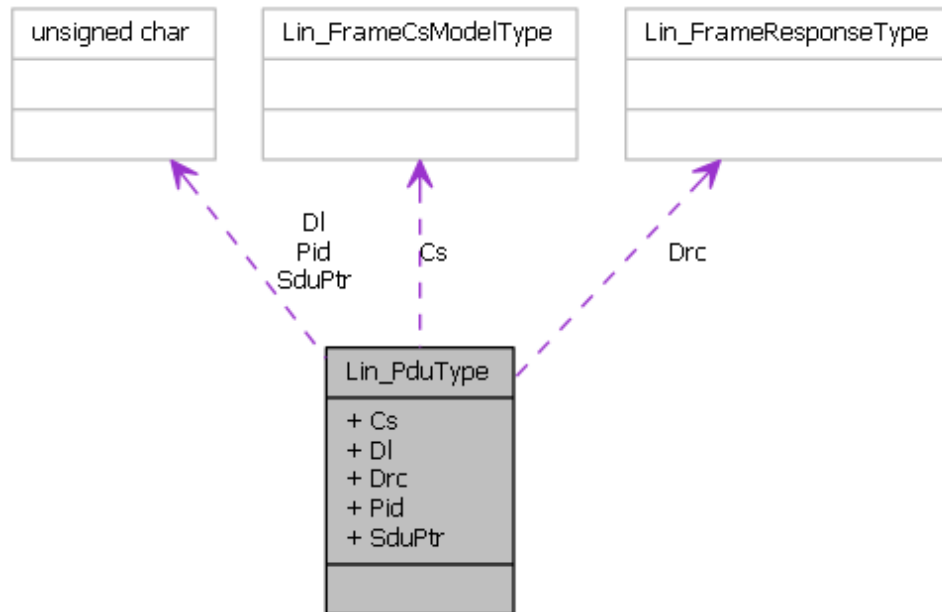 unsigned char
Lin_FrameCsModelType
Lin_FrameResponseType
Dl
Pid
SduPtr
Cs
Drc
Lin_PduType
+ Cs
+ Dl
+ Drc
+ Pid
+ SduPtr